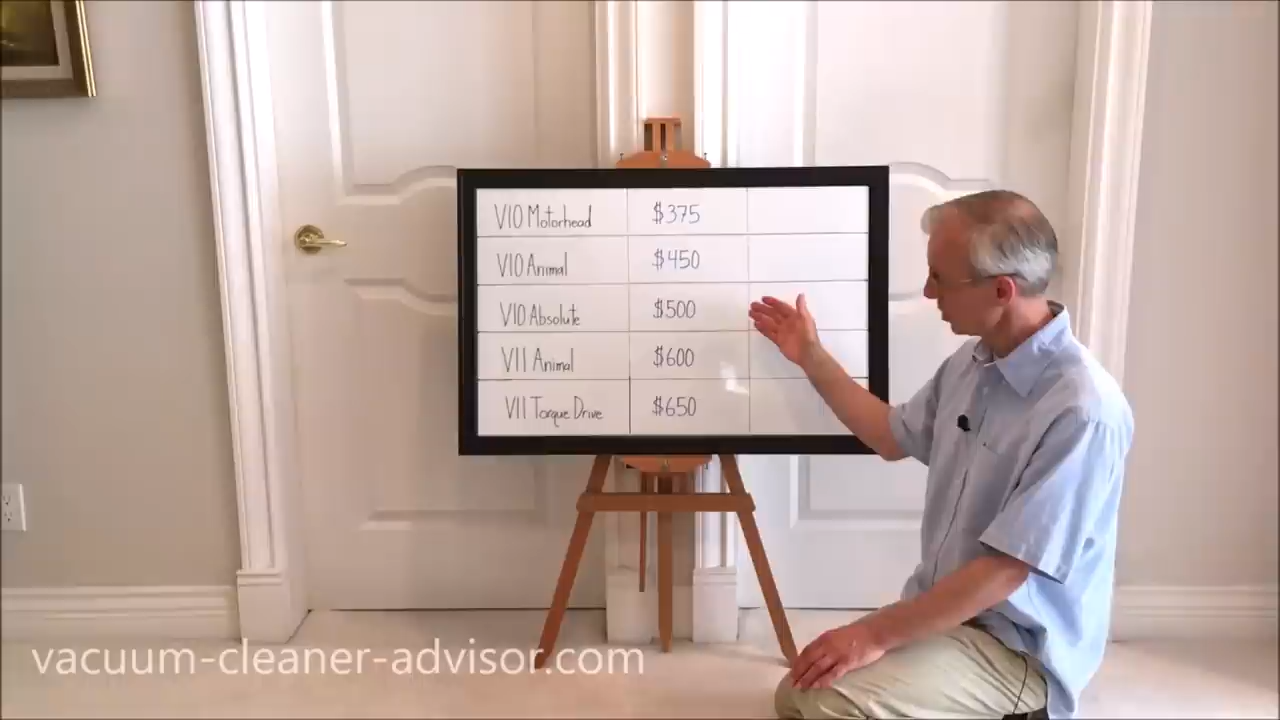 V10 Motorhead $375
V10 Animal $450
V10 Absolute $500
V11 Animal $600
V11 Torque Drive $650
vacuum-cleaner-advisor.com